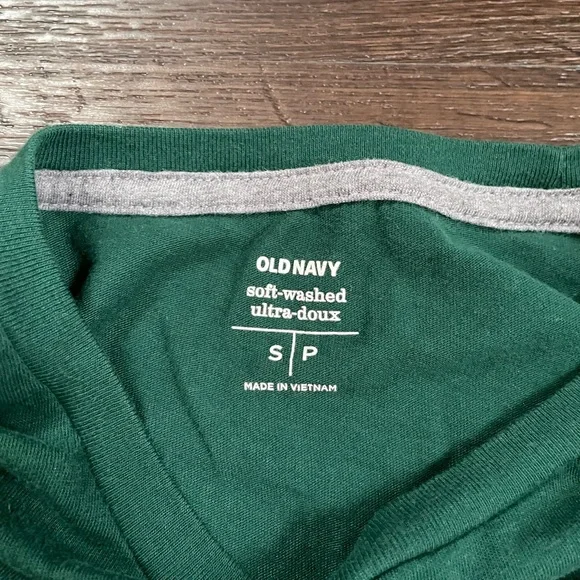 OLD NAVY
soft-washed
ultra-doux
S P
MADE IN VIETNAM